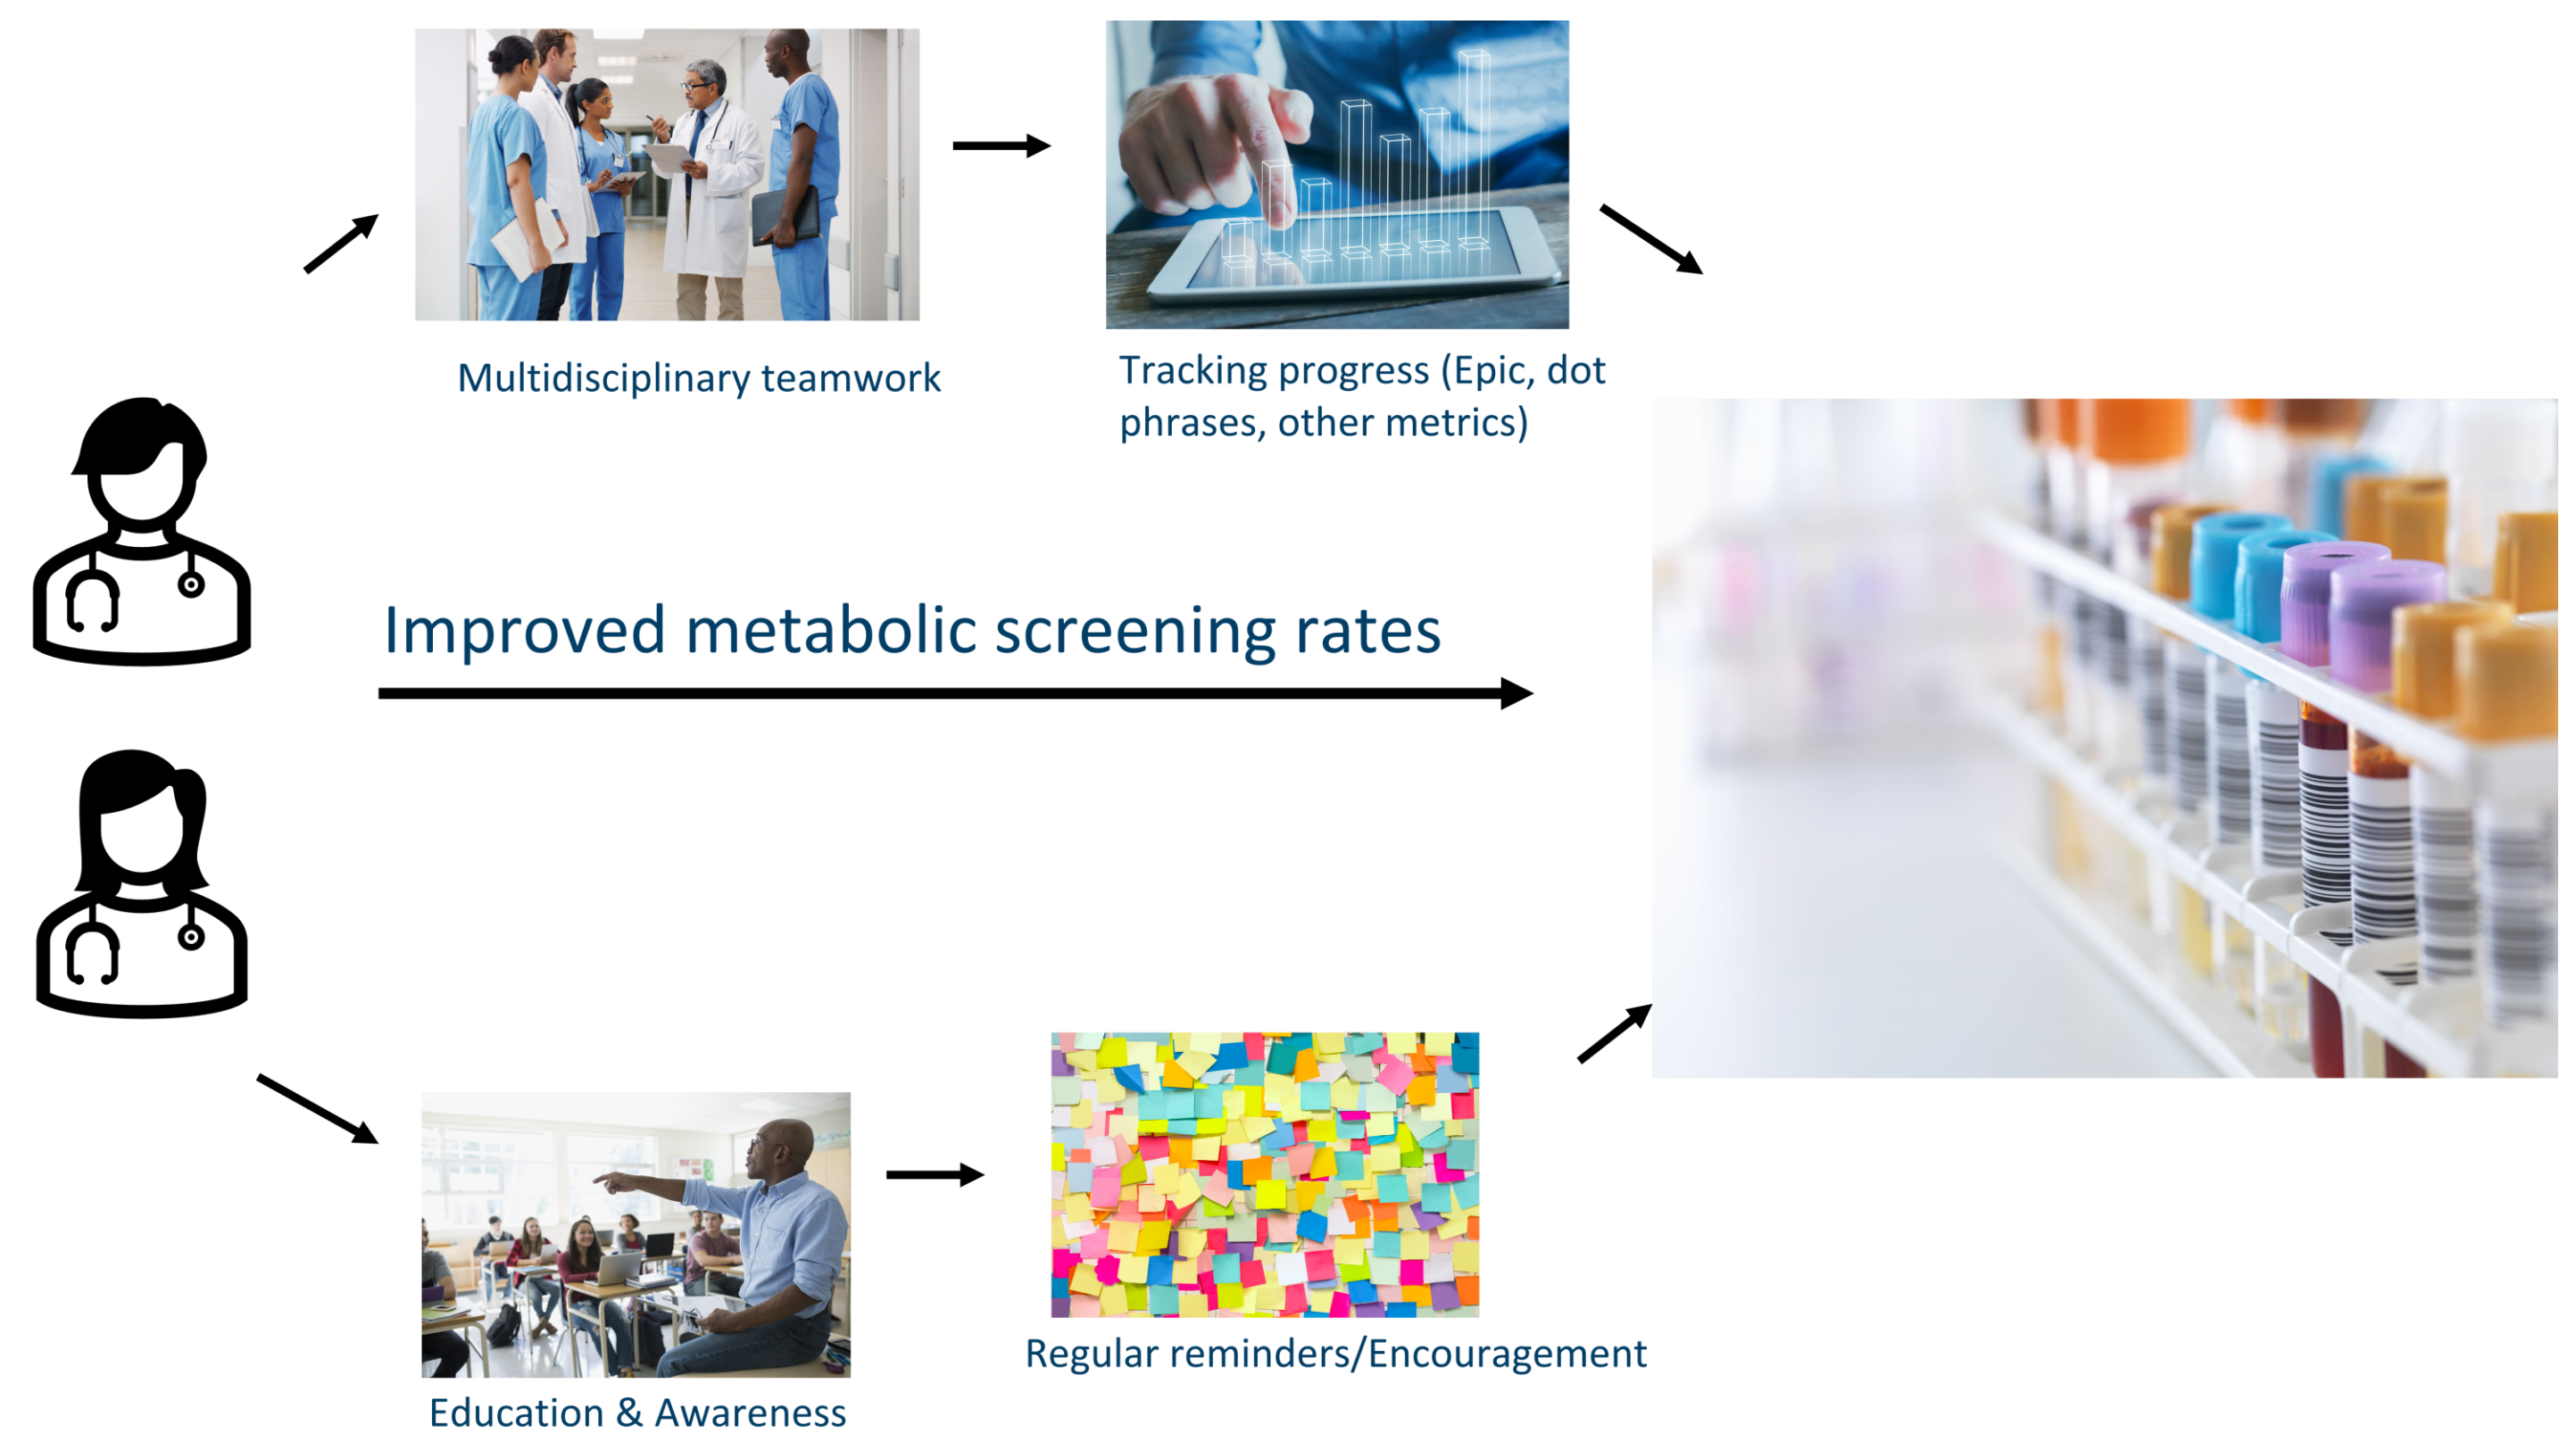 Multidisciplinary teamwork
Tracking progress (Epic, dot
phrases, other metrics)
Improved metabolic screening rates
Regular reminders/Encouragement
Education & Awareness